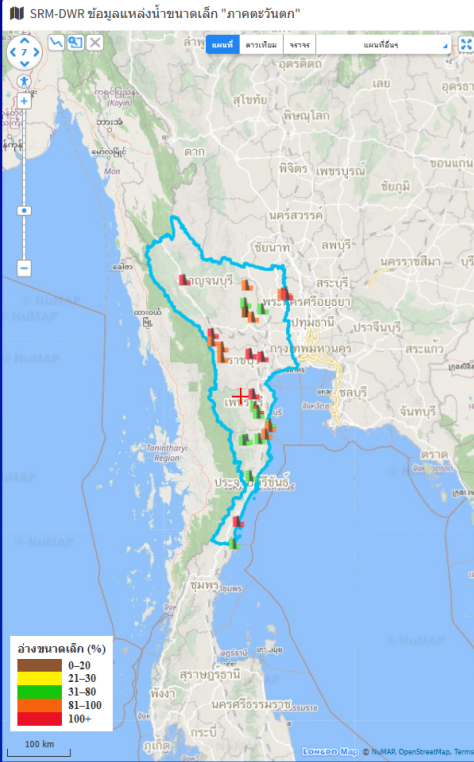 SRM-DWR ข้อมูลแหล่งน้ำขนาดเล็ก "ภาคตะวันตก"
7
แผนที่
ดาวเทียม
จราจร
แผนที่อื่นๆ
อุตรดิตถ์
เลย
(Kayin)
สุโขทัย
พิษณุโลก
Mon
ตาก
พิจิตร
เพชรบูรณ์
ขอนแก่น
ชัยภูมิ
นครสวรรค์
ชัยนาท
ลพบุรี
นครราชสีมา
กาญจนบุรี
สระบุรี
พระนครศรีอยุธยา
ปทุมธานี
ปราจีนบุรี
กรุงเทพมหานคร
สระแก้ว
ชลบุรี
จันทบุรี
ตราด
Tanintharyi
Region
ประจวบคีรีขันธ์
ชุมพร
NuMAP
สุราษฎร์ธานี
พังงา
นครศรีธรรมราช
กระบี่
ภูเก็ต
อ่างขนาดเล็ก (%)
0–20
21–30
31–80
81–100
100+
100 km
LONGDO Map © NuMAP, OpenStreetMap, Terms